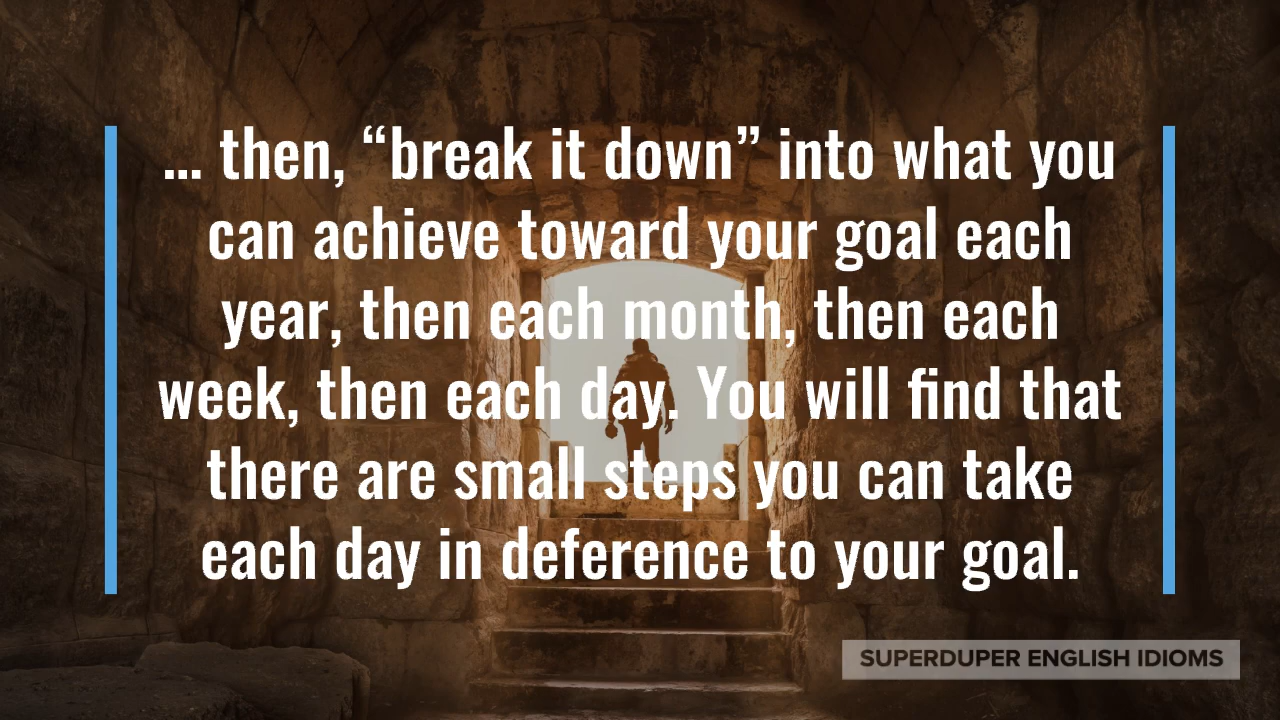 ... then, “break it down” into what you
can achieve toward your goal each
year, then each month, then each
week, then each day. You will find that
there are small steps you can take
each day in deference to your goal.
SUPERDUPER ENGLISH IDIOMS